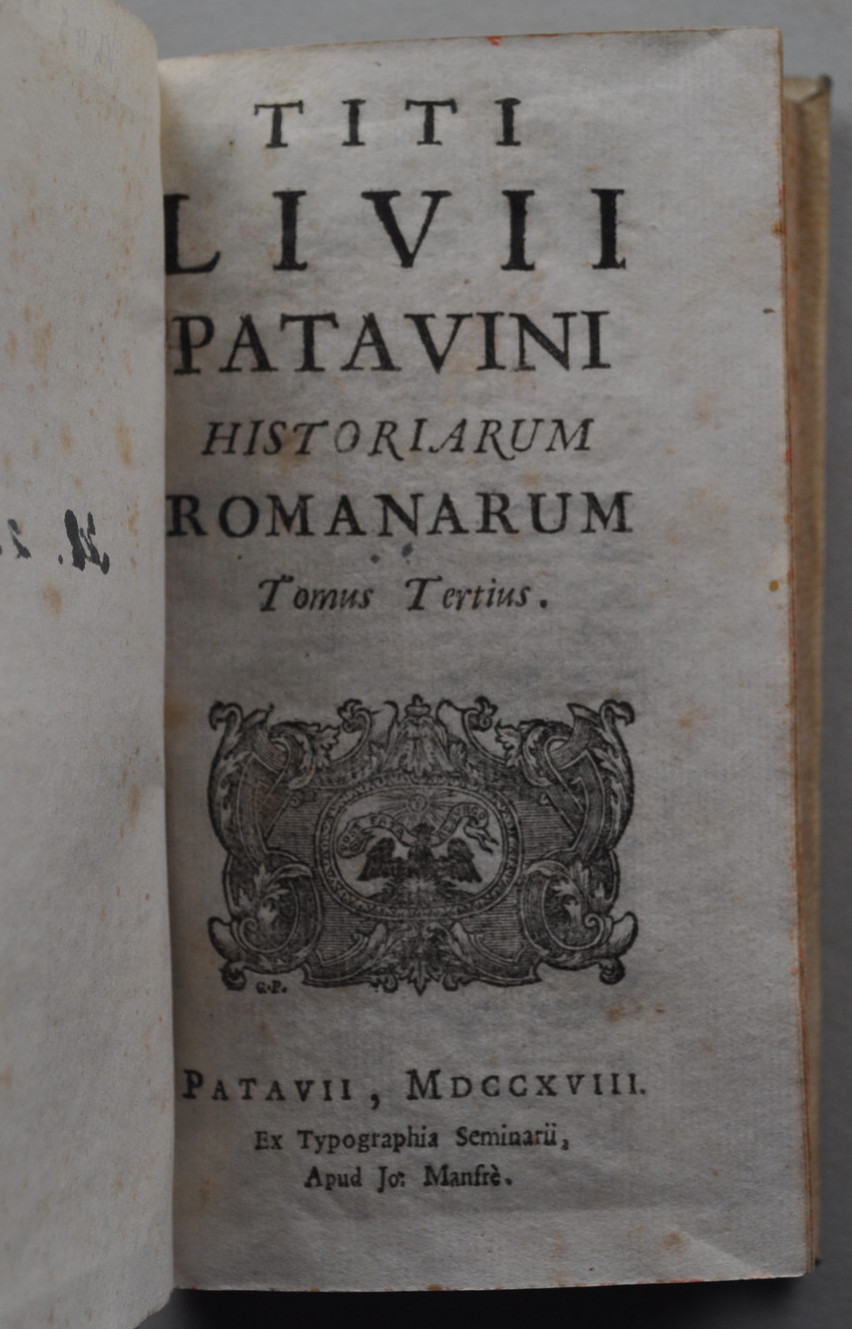 TITI
LIVII
PATAVINI
HISTORIARUM
ROMANARUM
Tomus Tertius.
G.P.
PATAVII, MDCCXVIII.
Ex Typographia Seminarii,
Apud Jo: Manfrè.